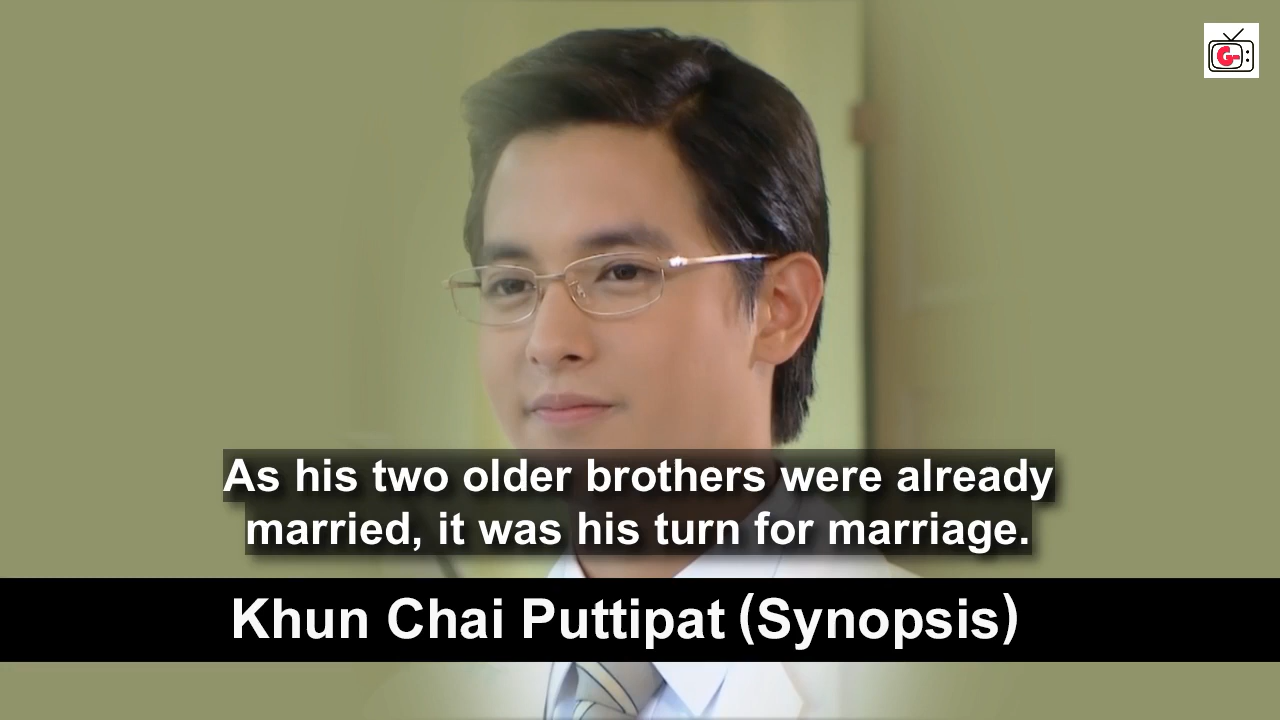 G-
As his two older brothers were already
married, it was his turn for marriage.
Khun Chai Puttipat (Synopsis)